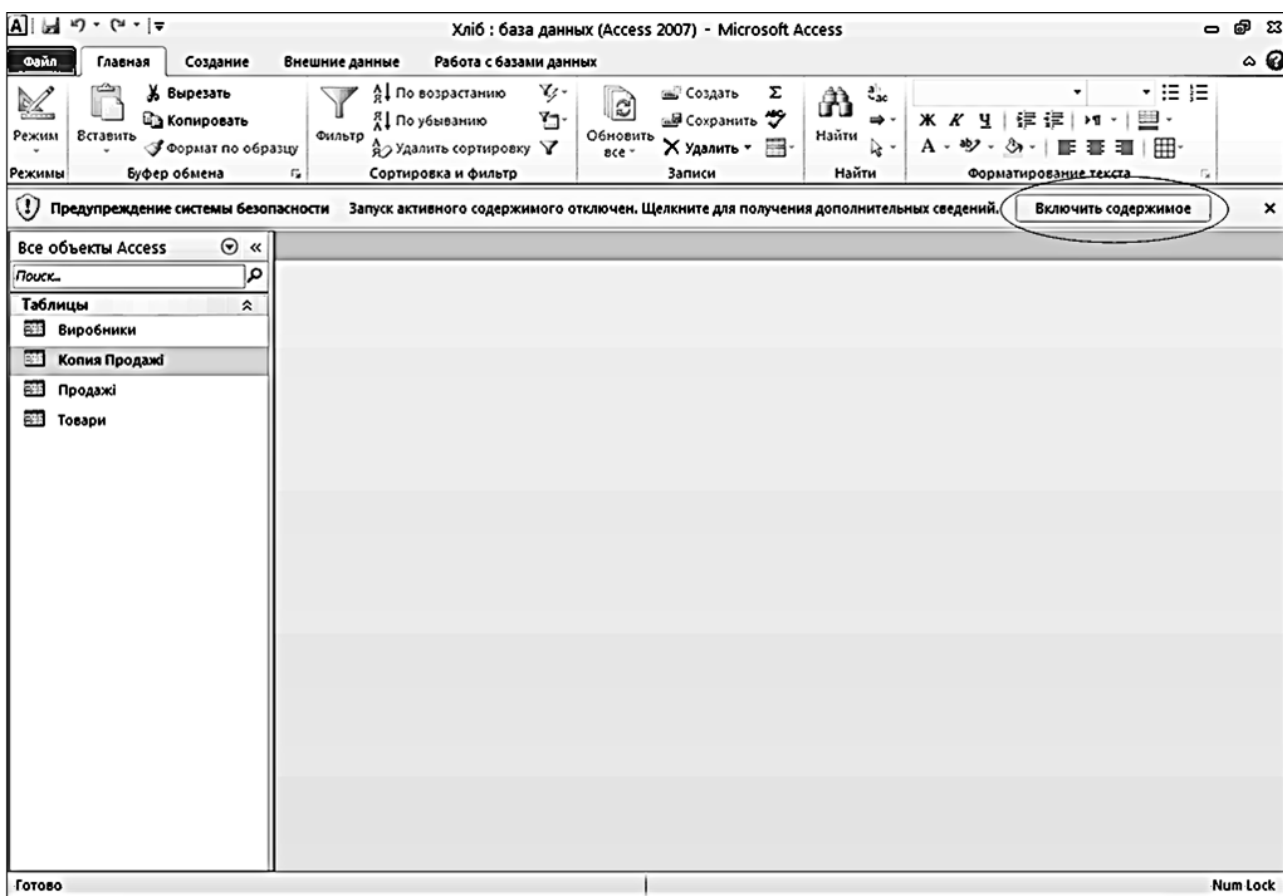 Хліб : база данных (Access 2007) - Microsoft Access
Файл Главная Создание Внешние данные Работа с базами данных
Режим
Режимы
Вставить
Вырезать
Копировать
Формат по образцу
Буфер обмена
Фильтр
По возрастанию
По убыванию
Удалить сортировку
Сортировка и фильтр
Обновить
все
Создать
Сохранить
Удалить
Записи
Найти
Найти
Ж К Ч
А
Форматирование текста
Предупреждение системы безопасности Запуск активного содержимого отключен. Щелкните для получения дополнительных сведений. Включить содержимое
Все объекты Access
Поиск...
Таблицы
Виробники
Копия Продажі
Продажі
Товари
Готово Num Lock